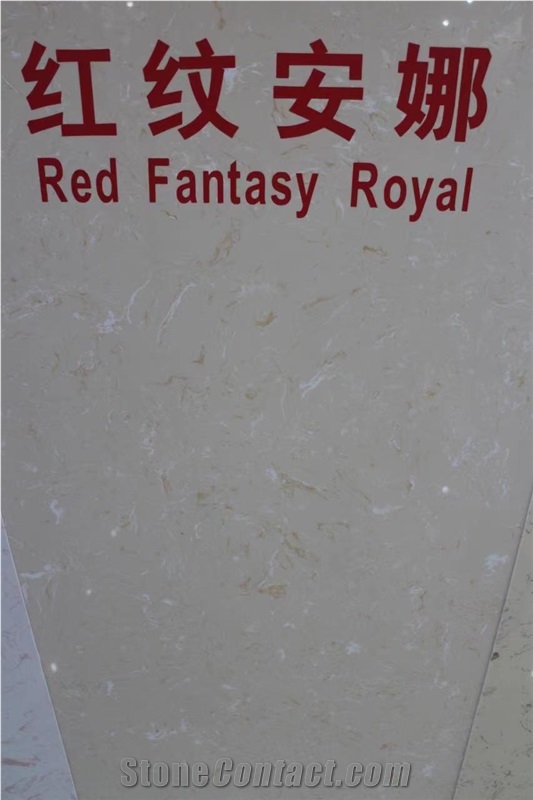 红纹安娜
Red Fantasy Royal
StoneContact.com